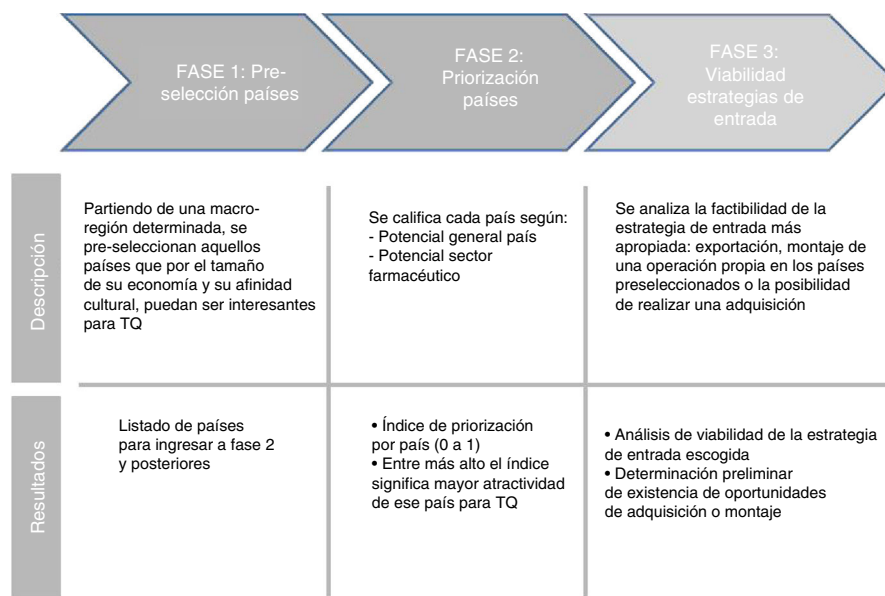 FASE 1: Pre-
selección países
FASE 2:
Priorización
países
FASE 3:
Viabilidad
estrategias de
entrada
Descripción
Partiendo de una macro-
región determinada, se
pre-seleccionan aquellos
países que por el tamaño
de su economía y su afinidad
cultural, puedan ser interesantes
para TQ
Se califica cada país según:
- Potencial general país
- Potencial sector
farmacéutico
Se analiza la factibilidad de la
estrategia de entrada más
apropiada: exportación, montaje de
una operación propia en los países
preseleccionados o la posibilidad
de realizar una adquisición
Resultados
Listado de países
para ingresar a fase 2
y posteriores
• Índice de priorización
por país (0 a 1)
• Entre más alto el índice
significa mayor atractividad
de ese país para TQ
• Análisis de viabilidad de la estrategia
de entrada escogida
• Determinación preliminar
de existencia de oportunidades
de adquisición o montaje